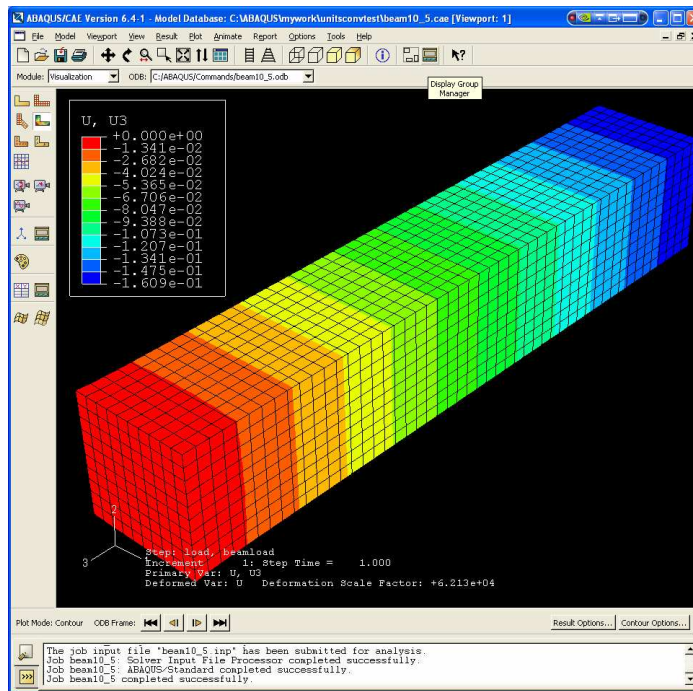 ABAQUS/CAE Version 6.4-1 - Model Database: C:\ABAQUS\mywork\unitsconvtest\beam10_5.cae [Viewport: 1]
File Model Viewport View Result Plot Animate Report Options Tools Help
Module: Visualization ODB: C:/ABAQUS/Commands/beam10_5.odb
Display Group
Manager
U, U3
+0.000e+00
-1.341e-02
-2.682e-02
-4.024e-02
-5.365e-02
-6.706e-02
-8.047e-02
-9.388e-02
-1.073e-01
-1.207e-01
-1.341e-01
-1.475e-01
-1.609e-01
2
3
Step: load, beamload
Increment 1: Step Time = 1.000
Primary Var: U, U3
Deformed Var: U Deformation Scale Factor: +6.213e+04
Plot Mode: Contour ODB Frame: Result Options... Contour Options...
The job input file "beam10_5.inp" has been submitted for analysis.
Job beam10_5: Solver Input File Processor completed successfully.
Job beam10_5: ABAQUS/Standard completed successfully.
Job beam10_5 completed successfully.